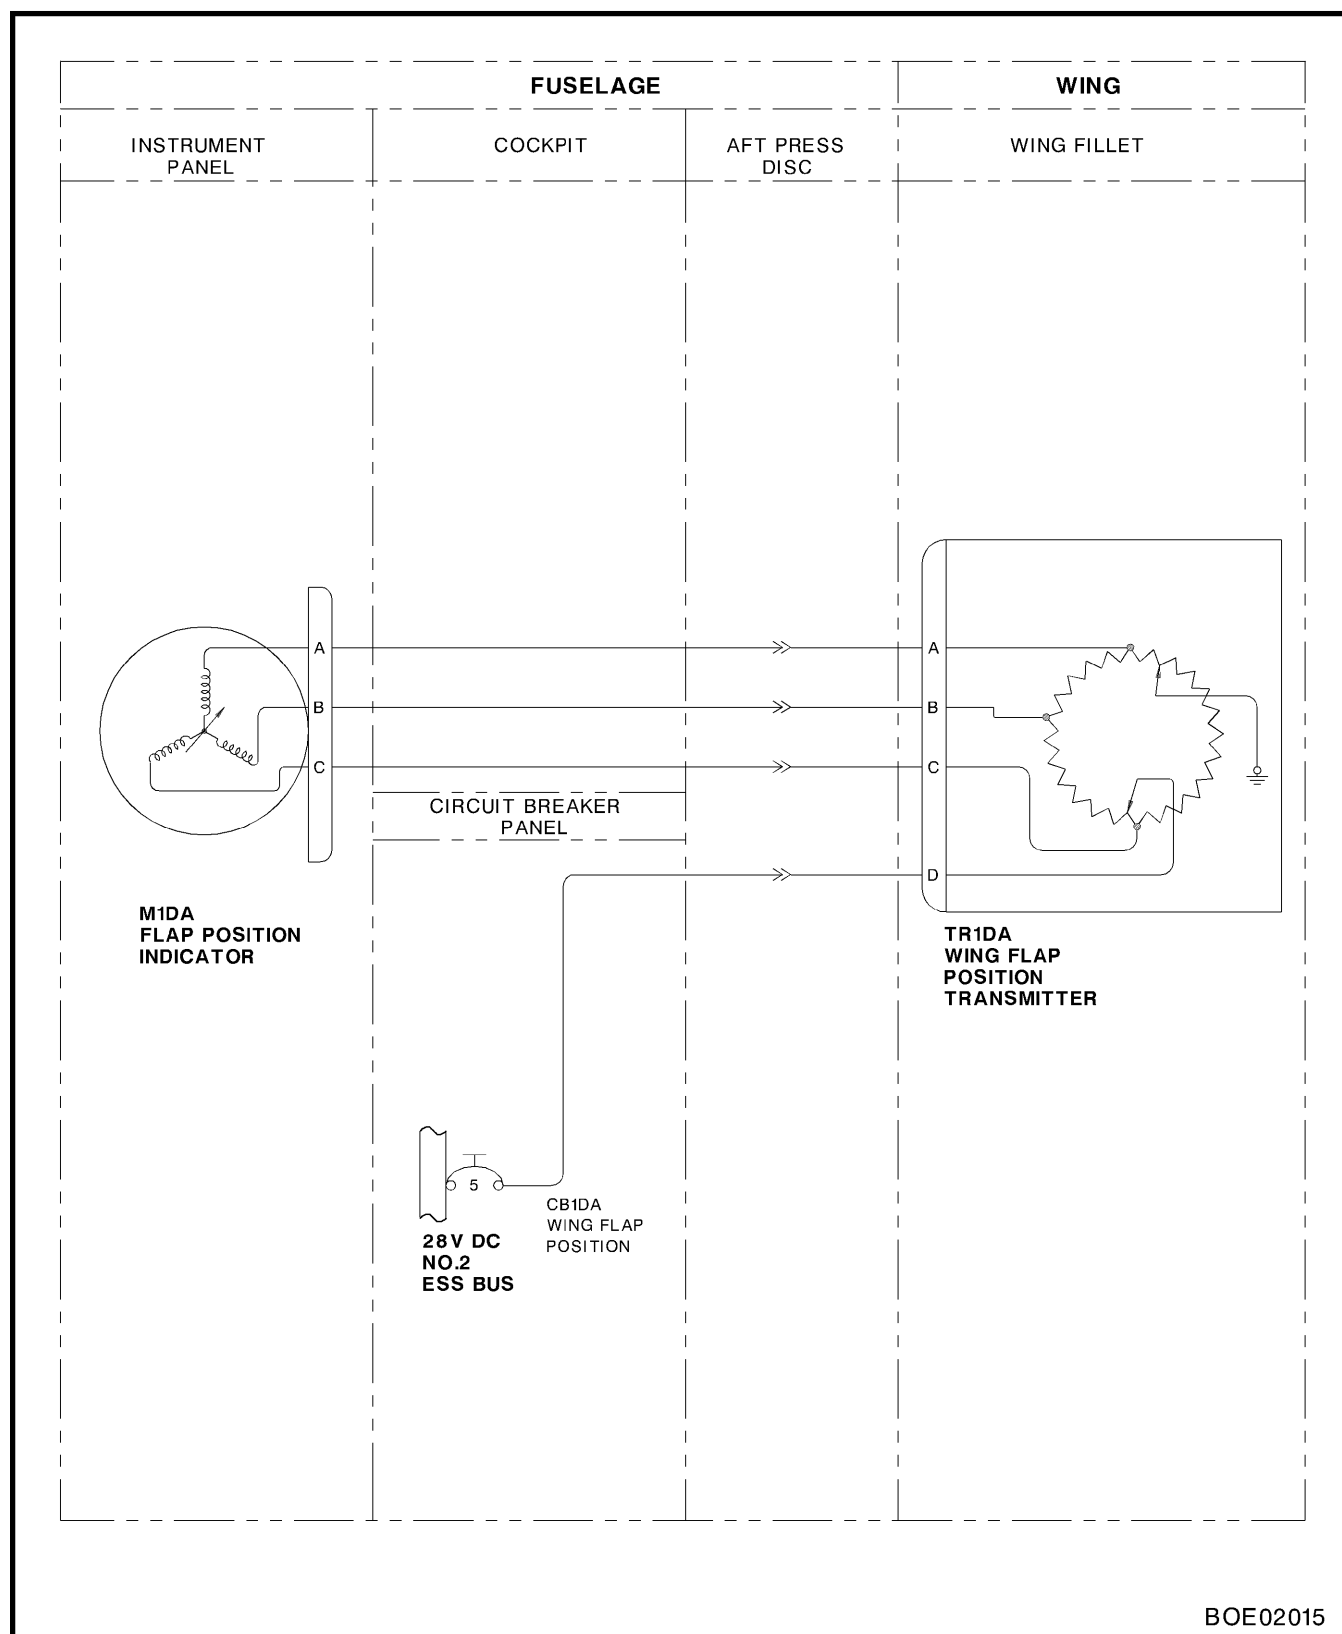 FUSELAGE
WING
INSTRUMENT
PANEL
COCKPIT
AFT PRESS
DISC
WING FILLET
A
B
C
A
B
C
D
CIRCUIT BREAKER
PANEL
M1DA
FLAP POSITION
INDICATOR
TR1DA
WING FLAP
POSITION
TRANSMITTER
5
CB1DA
WING FLAP
POSITION
28V DC
NO.2
ESS BUS
BOE02015